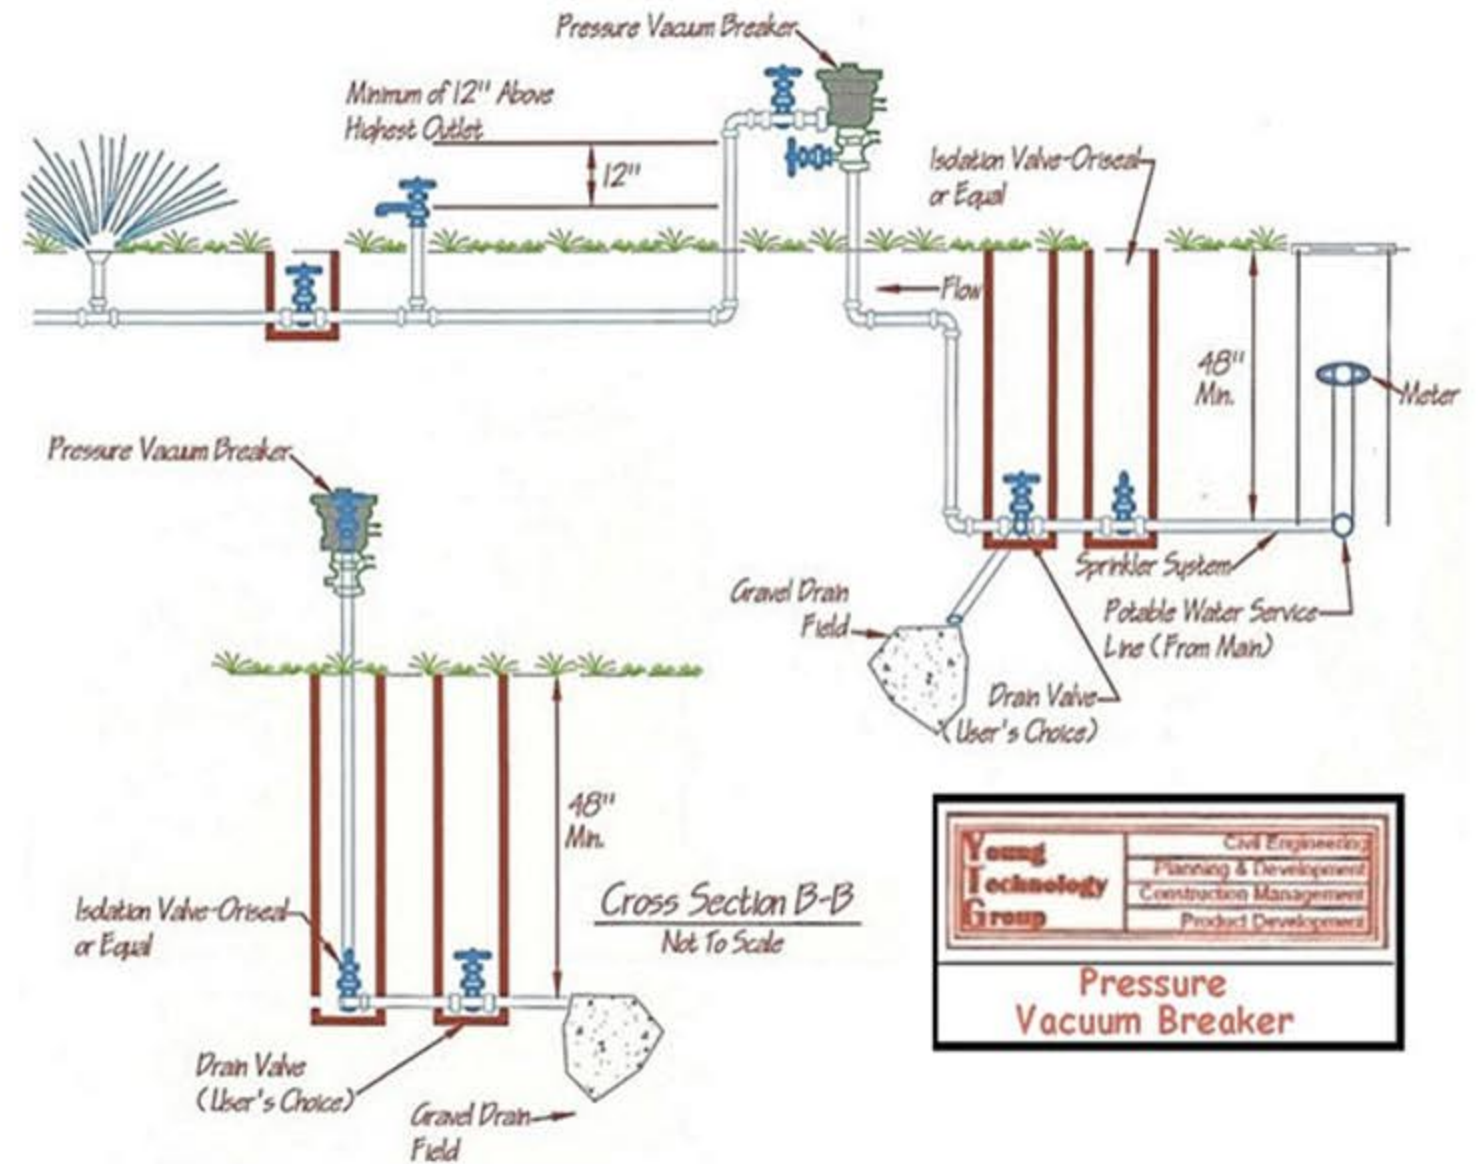 Pressure Vacuum Breaker
Minimum of 12" Above
Highest Outlet
12"
Isolation Valve-Oriseal
or Equal
Flow
48"
Min.
Meter
Pressure Vacuum Breaker
Sprinkler System
Gravel Drain
Field
Potable Water Service
Line (From Main)
Drain Valve
(User's Choice)
48"
Min.
Isolation Valve-Oriseal
or Equal
Cross Section B-B
Not To Scale
Drain Valve
(User's Choice)
Gravel Drain
Field
Young
Technology
Group
Civil Engineering
Planning & Development
Construction Management
Product Development
Pressure
Vacuum Breaker